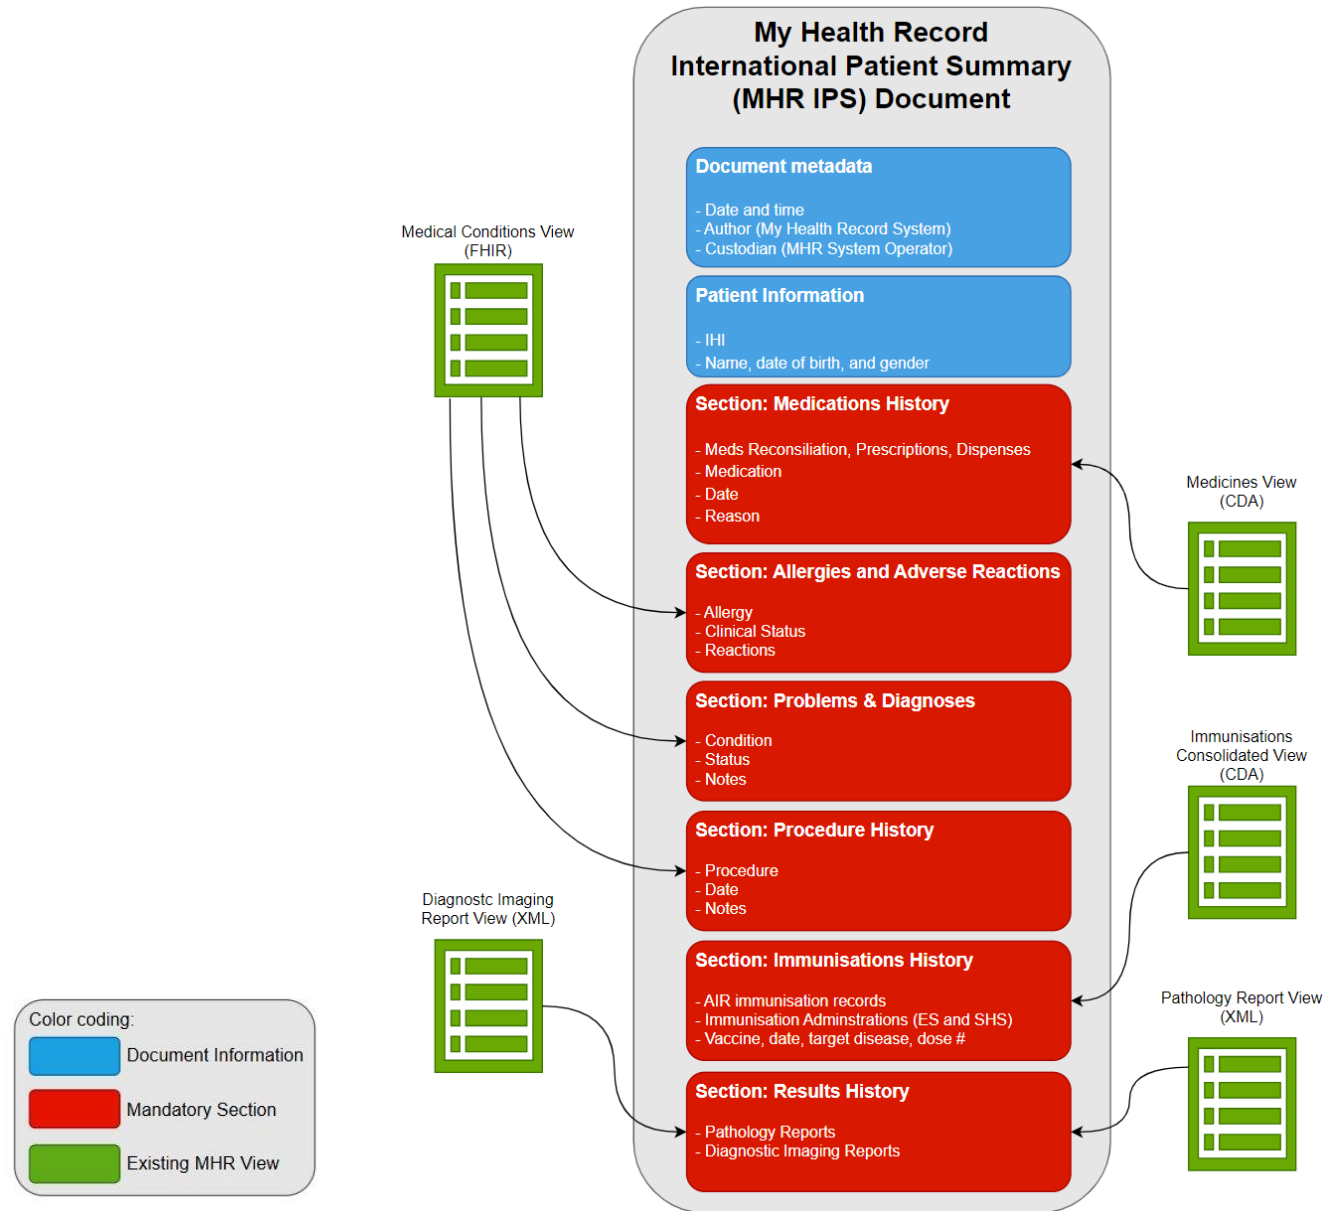 My Health Record
International Patient Summary
(MHR IPS) Document
Document metadata
- Date and time
- Author (My Health Record System)
- Custodian (MHR System Operator)
Patient Information
- IHI
- Name, date of birth, and gender
Section: Medications History
- Meds Reconsiliation, Prescriptions, Dispenses
- Medication
- Date
- Reason
Section: Allergies and Adverse Reactions
- Allergy
- Clinical Status
- Reactions
Section: Problems & Diagnoses
- Condition
- Status
- Notes
Section: Procedure History
- Procedure
- Date
- Notes
Section: Immunisations History
- AIR immunisation records
- Immunisation Adminstrations (ES and SHS)
- Vaccine, date, target disease, dose #
Section: Results History
- Pathology Reports
- Diagnostic Imaging Reports
Medical Conditions View
(FHIR)
Diagnostc Imaging
Report View (XML)
Medicines View
(CDA)
Immunisations
Consolidated View
(CDA)
Pathology Report View
(XML)
Color coding:
Document Information
Mandatory Section
Existing MHR View